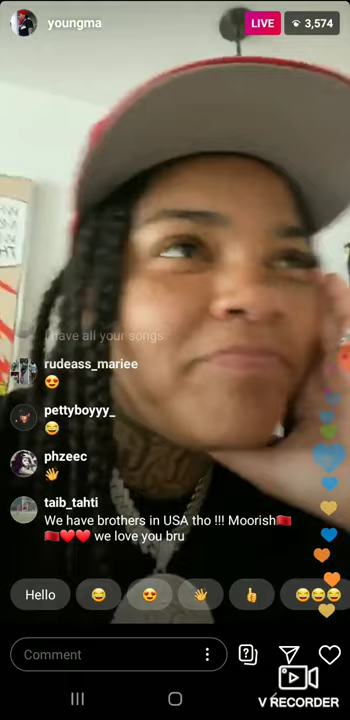 youngma
LIVE
3,574
I have all your songs
rudeass_mariee
😍
pettyboyyy_
😂
phzeec
👋
taib_tahti
We have brothers in USA tho !!! Moorish🇲🇦
🇲🇦❤️❤️ we love you bru
Hello
😂
😍
👋
👍
😂😂😂
Comment
V RECORDER